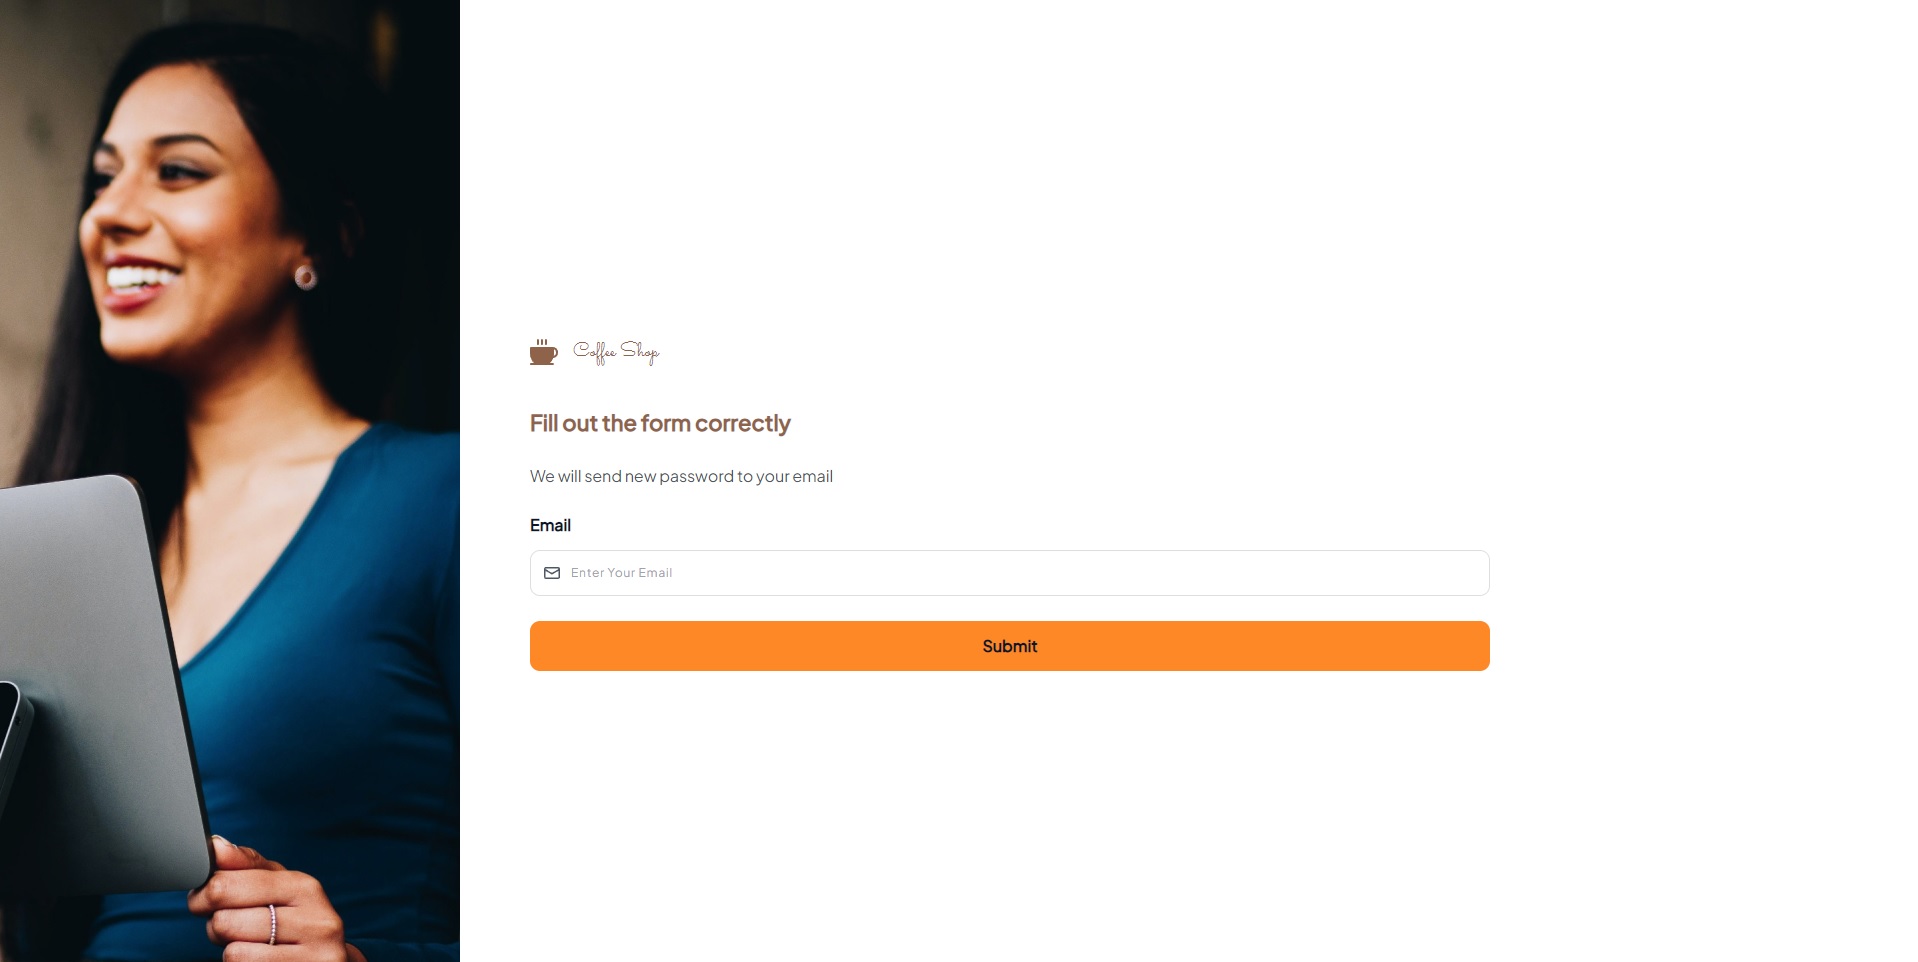 Coffee Shop
Fill out the form correctly
We will send new password to your email
Email
Enter Your Email
Submit